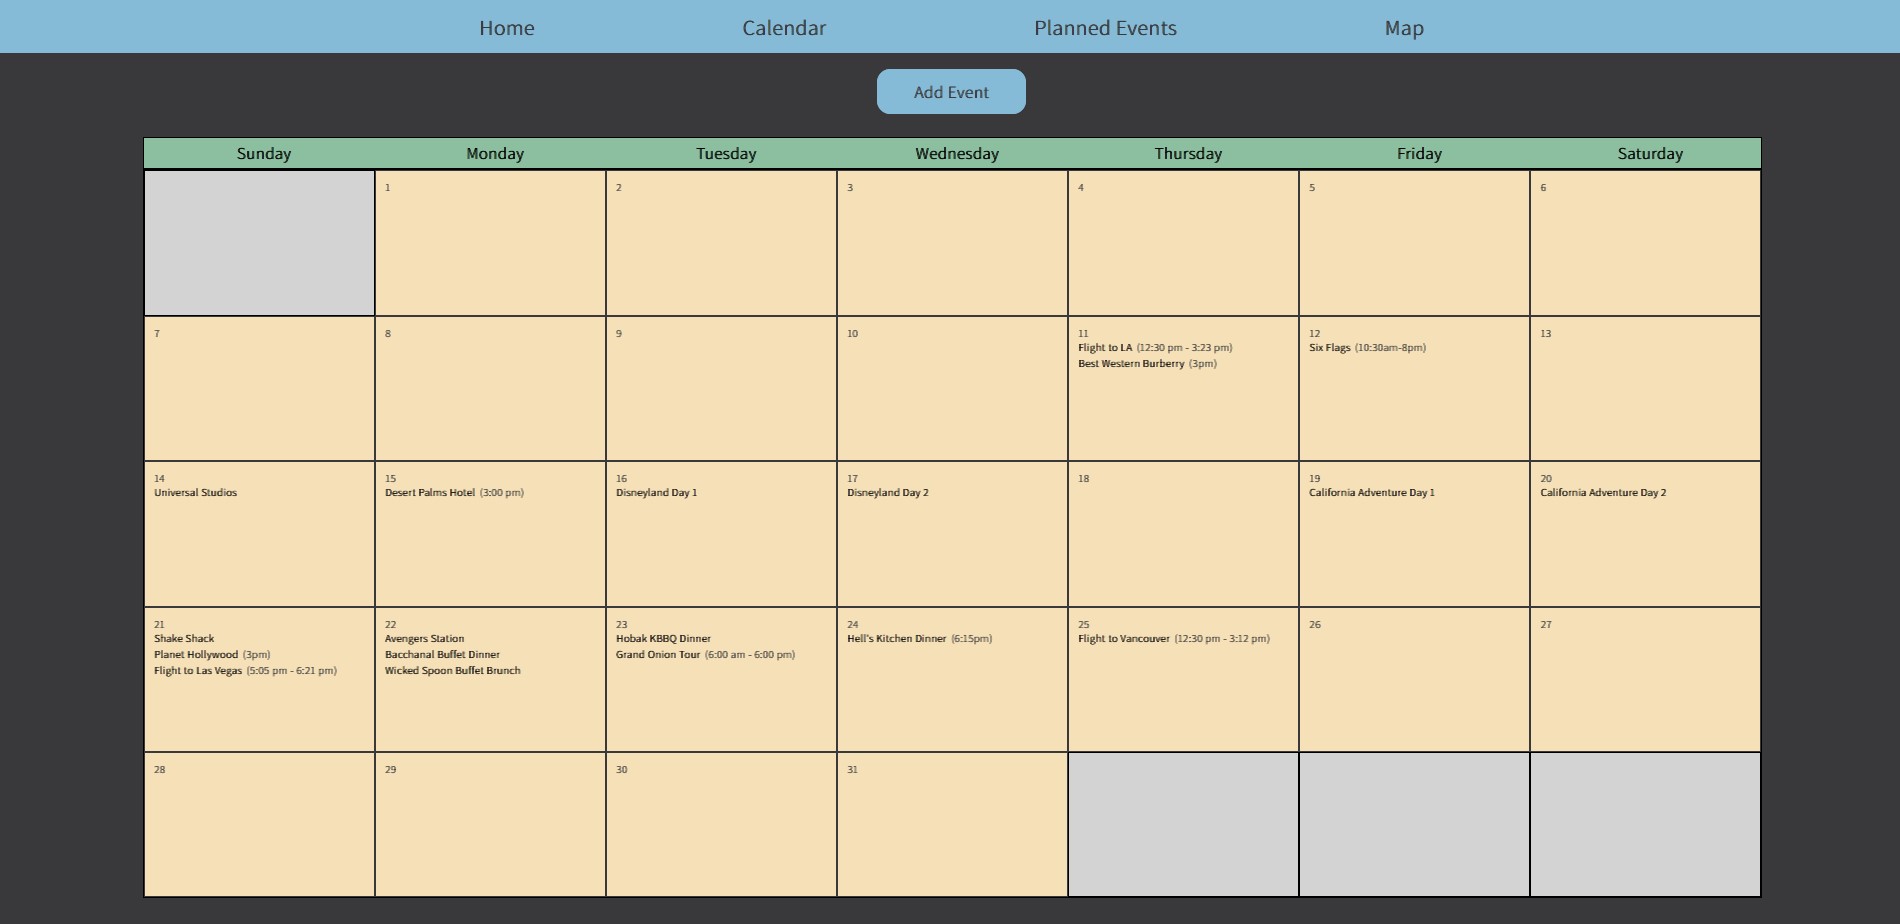 Home Calendar Planned Events Map
Add Event
Sunday Monday Tuesday Wednesday Thursday Friday Saturday
1 2 3 4 5 6
7
8
9
10
11
Flight to LA (12:30 pm - 3:23 pm)
Best Western Burberry (3pm)
12
Six Flags (10:30am-8pm)
13
14
Universal Studios
15
Desert Palms Hotel (3:00 pm)
16
Disneyland Day 1
17
Disneyland Day 2
18
19
California Adventure Day 1
20
California Adventure Day 2
21
Shake Shack
Planet Hollywood (3pm)
Flight to Las Vegas (5:05 pm - 6:21 pm)
22
Avengers Station
Bacchanal Buffet Dinner
Wicked Spoon Buffet Brunch
23
Hobak KBBQ Dinner
Grand Onion Tour (6:00 am - 6:00 pm)
24
Hell's Kitchen Dinner (6:15pm)
25
Flight to Vancouver (12:30 pm - 3:12 pm)
26
27
28
29
30
31